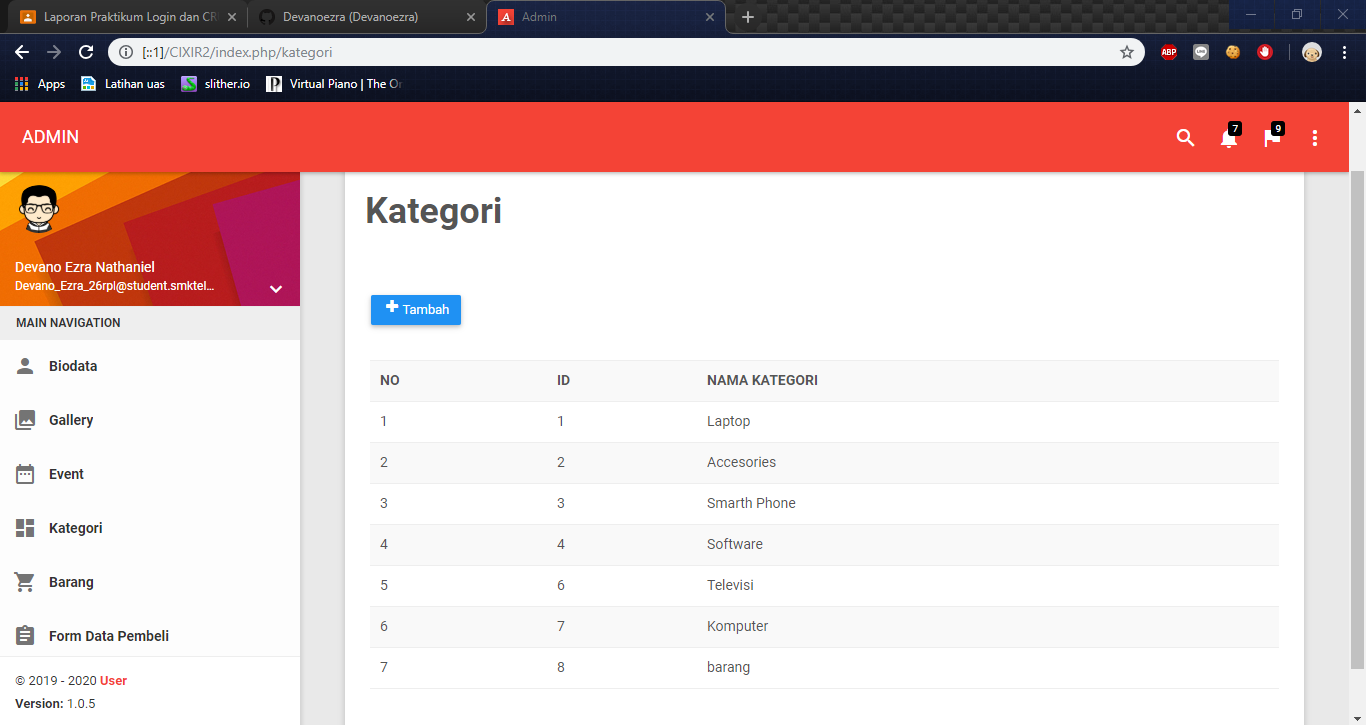 Laporan Praktikum Login dan CR
Devanoezra (Devanoezra)
Admin
[::1]/CIXIR2/index.php/kategori
ABP
Apps
Latihan uas
slither.io
Virtual Piano | The Or
ADMIN
7
9
Devano Ezra Nathaniel
Devano_Ezra_26rpl@student.smktel...
MAIN NAVIGATION
Biodata
Gallery
Event
Kategori
Barang
Form Data Pembeli
© 2019 - 2020 User
Version: 1.0.5
Kategori
Tambah
NO ID NAMA KATEGORI
1 1 Laptop
2 2 Accesories
3 3 Smarth Phone
4 4 Software
5 6 Televisi
6 7 Komputer
7 8 barang